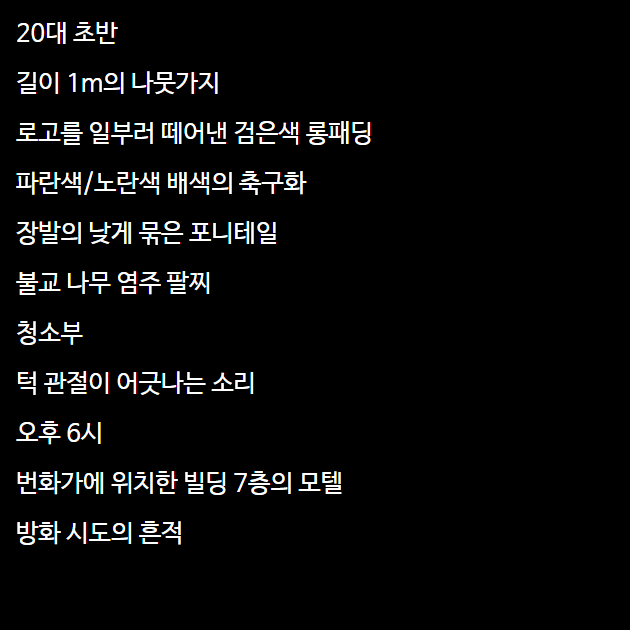 20대 초반
길이 1m의 나뭇가지
로고를 일부러 떼어낸 검은색 롱패딩
파란색/노란색 배색의 축구화
장발의 낮게 묶은 포니테일
불교 나무 염주 팔찌
청소부
턱 관절이 어긋나는 소리
오후 6시
번화가에 위치한 빌딩 7층의 모텔
방화 시도의 흔적